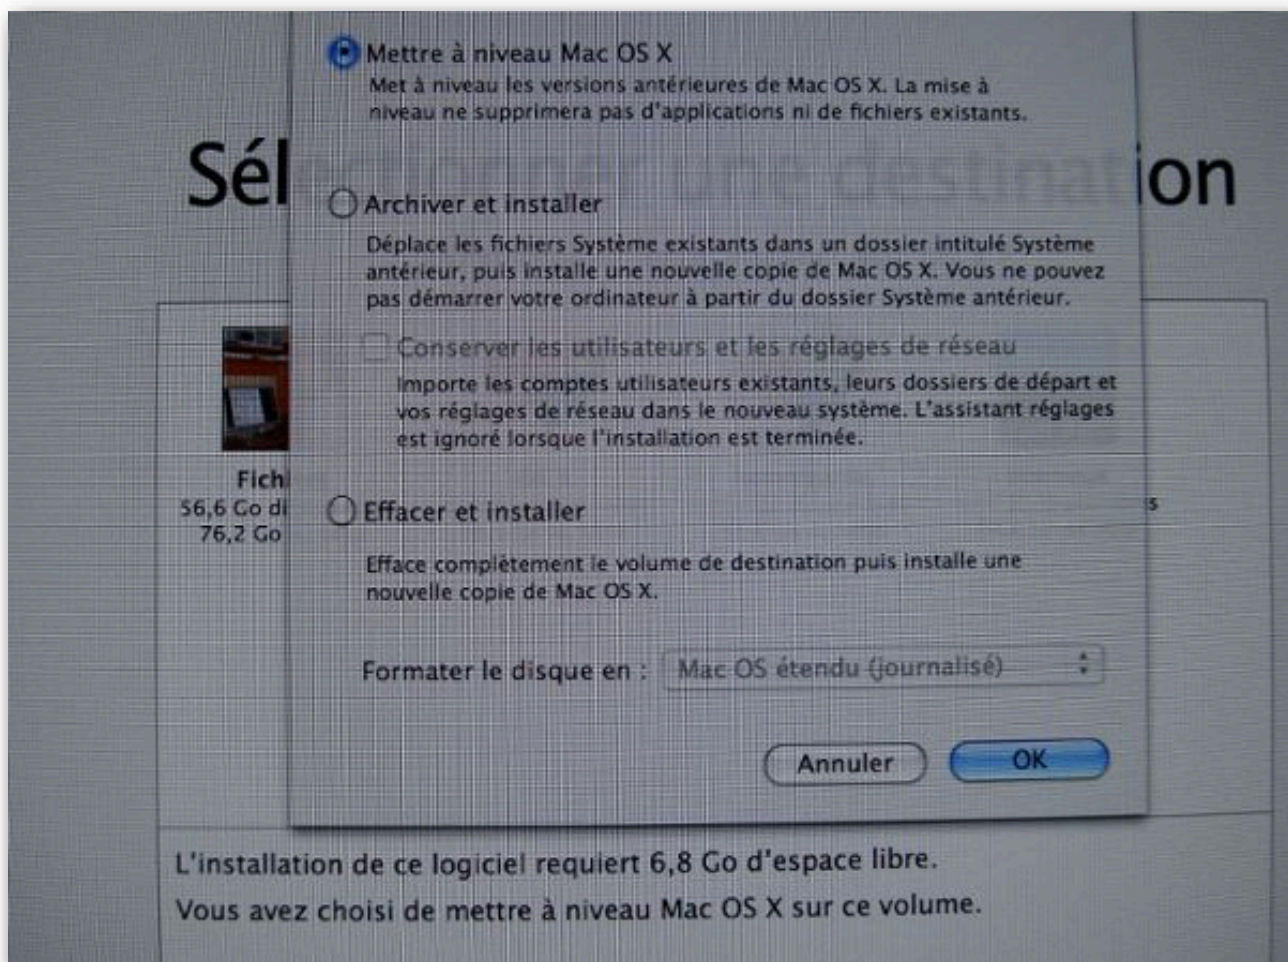 Mettre à niveau Mac OS X
Met à niveau les versions antérieures de Mac OS X. La mise à
niveau ne supprimera pas d'applications ni de fichiers existants.
Sél ion
Archiver et installer
Déplace les fichiers Système existants dans un dossier intitulé Système
antérieur, puis installe une nouvelle copie de Mac OS X. Vous ne pouvez
pas démarrer votre ordinateur à partir du dossier Système antérieur.
Conserver les utilisateurs et les réglages de réseau
Importe les comptes utilisateurs existants, leurs dossiers de départ et
vos réglages de réseau dans le nouveau système. L'assistant réglages
est ignoré lorsque l'installation est terminée.
Fichi
56,6 Go di s
76,2 Go
Effacer et installer
Efface complètement le volume de destination puis installe une
nouvelle copie de Mac OS X.
Formater le disque en : Mac OS étendu (journalisé)
Annuler OK
L'installation de ce logiciel requiert 6,8 Go d'espace libre.
Vous avez choisi de mettre à niveau Mac OS X sur ce volume.